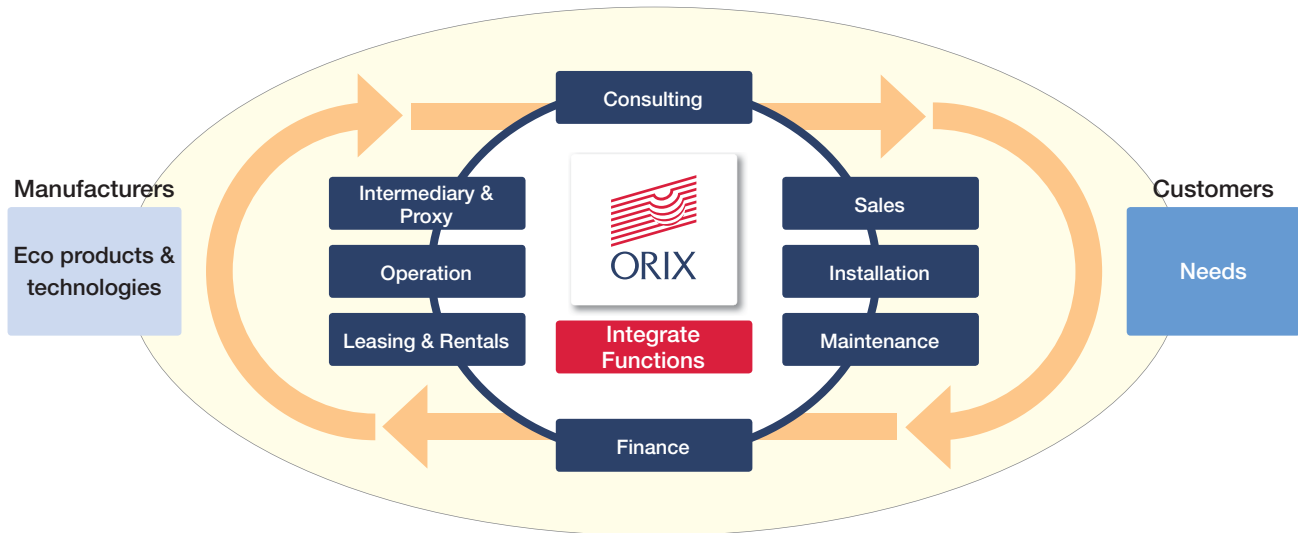 Consulting
Manufacturers
Eco products &
technologies
Intermediary &
Proxy
Operation
Leasing & Rentals
ORIX
Integrate
Functions
Sales
Installation
Maintenance
Customers
Needs
Finance